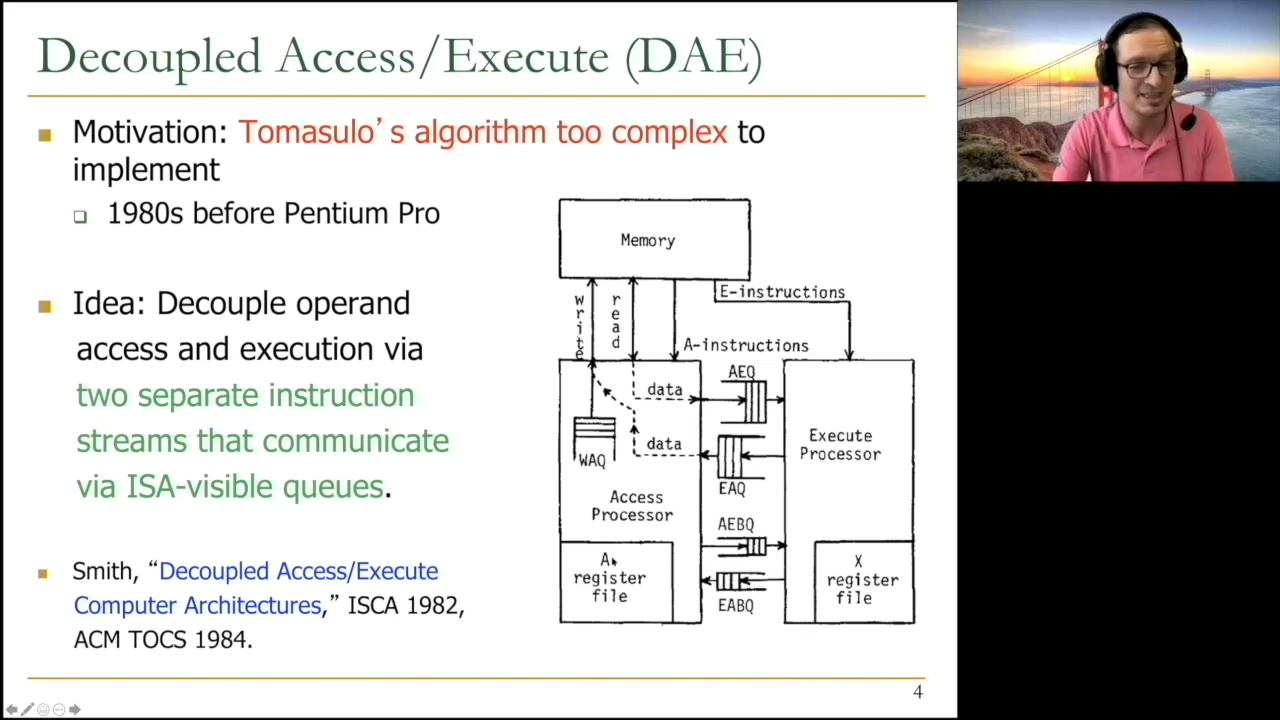 Decoupled Access/Execute (DAE)
Motivation: Tomasulo's algorithm too complex to
implement
1980s before Pentium Pro
Idea: Decouple operand
access and execution via
two separate instruction
streams that communicate
via ISA-visible queues.
Smith, “Decoupled Access/Execute
Computer Architectures,” ISCA 1982,
ACM TOCS 1984.
Memory
write
read
E-instructions
A-instructions
data
AEQ
data
WAQ
EAQ
Execute
Processor
Access
Processor
AEBQ
A
register
file
EABQ
X
register
file
4